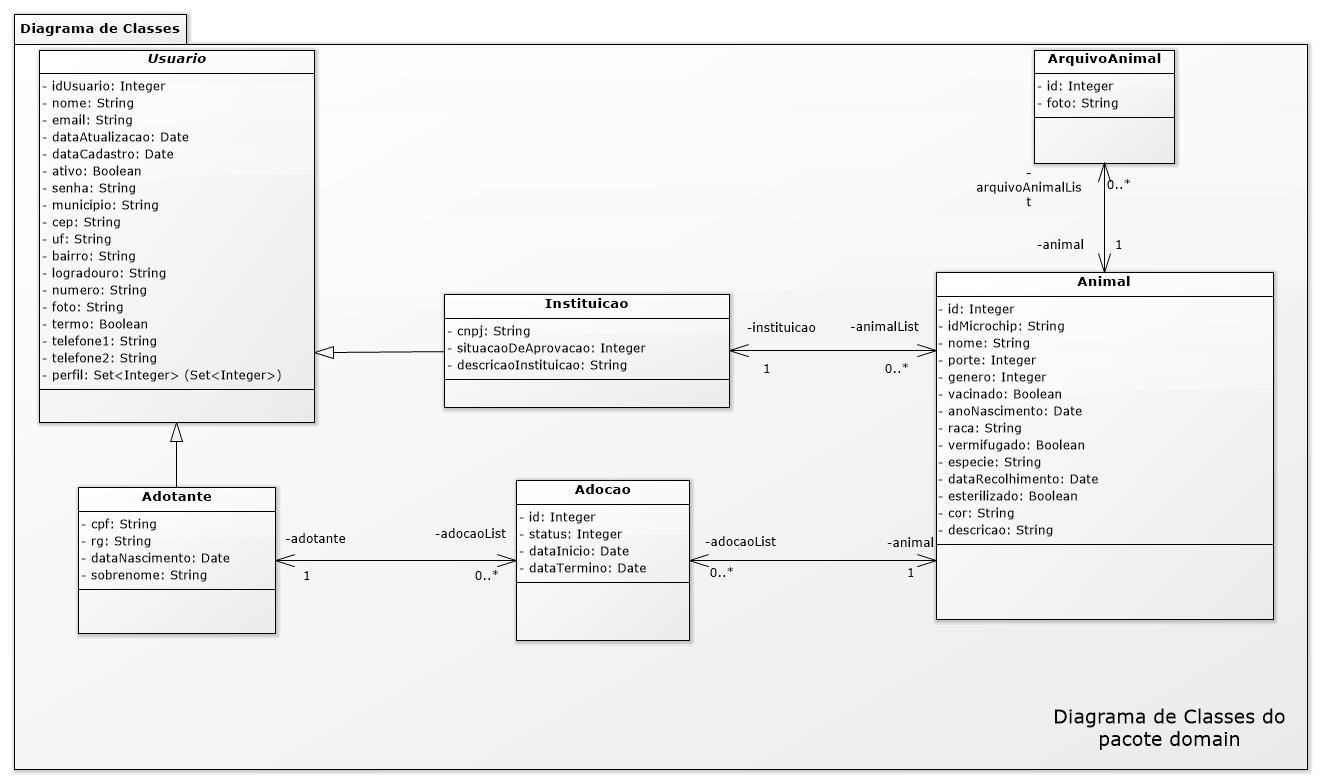 Diagrama de Classes
Usuario
- idUsuario: Integer
- nome: String
- email: String
- dataAtualizacao: Date
- dataCadastro: Date
- ativo: Boolean
- senha: String
- municipio: String
- cep: String
- uf: String
- bairro: String
- logradouro: String
- numero: String
- foto: String
- termo: Boolean
- telefone1: String
- telefone2: String
- perfil: Set<Integer> (Set<Integer>)
ArquivoAnimal
- id: Integer
- foto: String
-
arquivoAnimalLis
t
0..*
-animal
1
Instituicao
- cnpj: String
- situacaoDeAprovacao: Integer
- descricaoInstituicao: String
-instituicao
-animalList
1
0..*
Animal
- id: Integer
- idMicrochip: String
- nome: String
- porte: Integer
- genero: Integer
- vacinado: Boolean
- anoNascimento: Date
- raca: String
- vermifugado: Boolean
- especie: String
- dataRecolhimento: Date
- esterilizado: Boolean
- cor: String
- descricao: String
Adotante
- cpf: String
- rg: String
- dataNascimento: Date
- sobrenome: String
-adotante
-adocaoList
1
0..*
Adocao
- id: Integer
- status: Integer
- dataInicio: Date
- dataTermino: Date
-adocaoList
-animal
0..*
1
Diagrama de Classes do
pacote domain